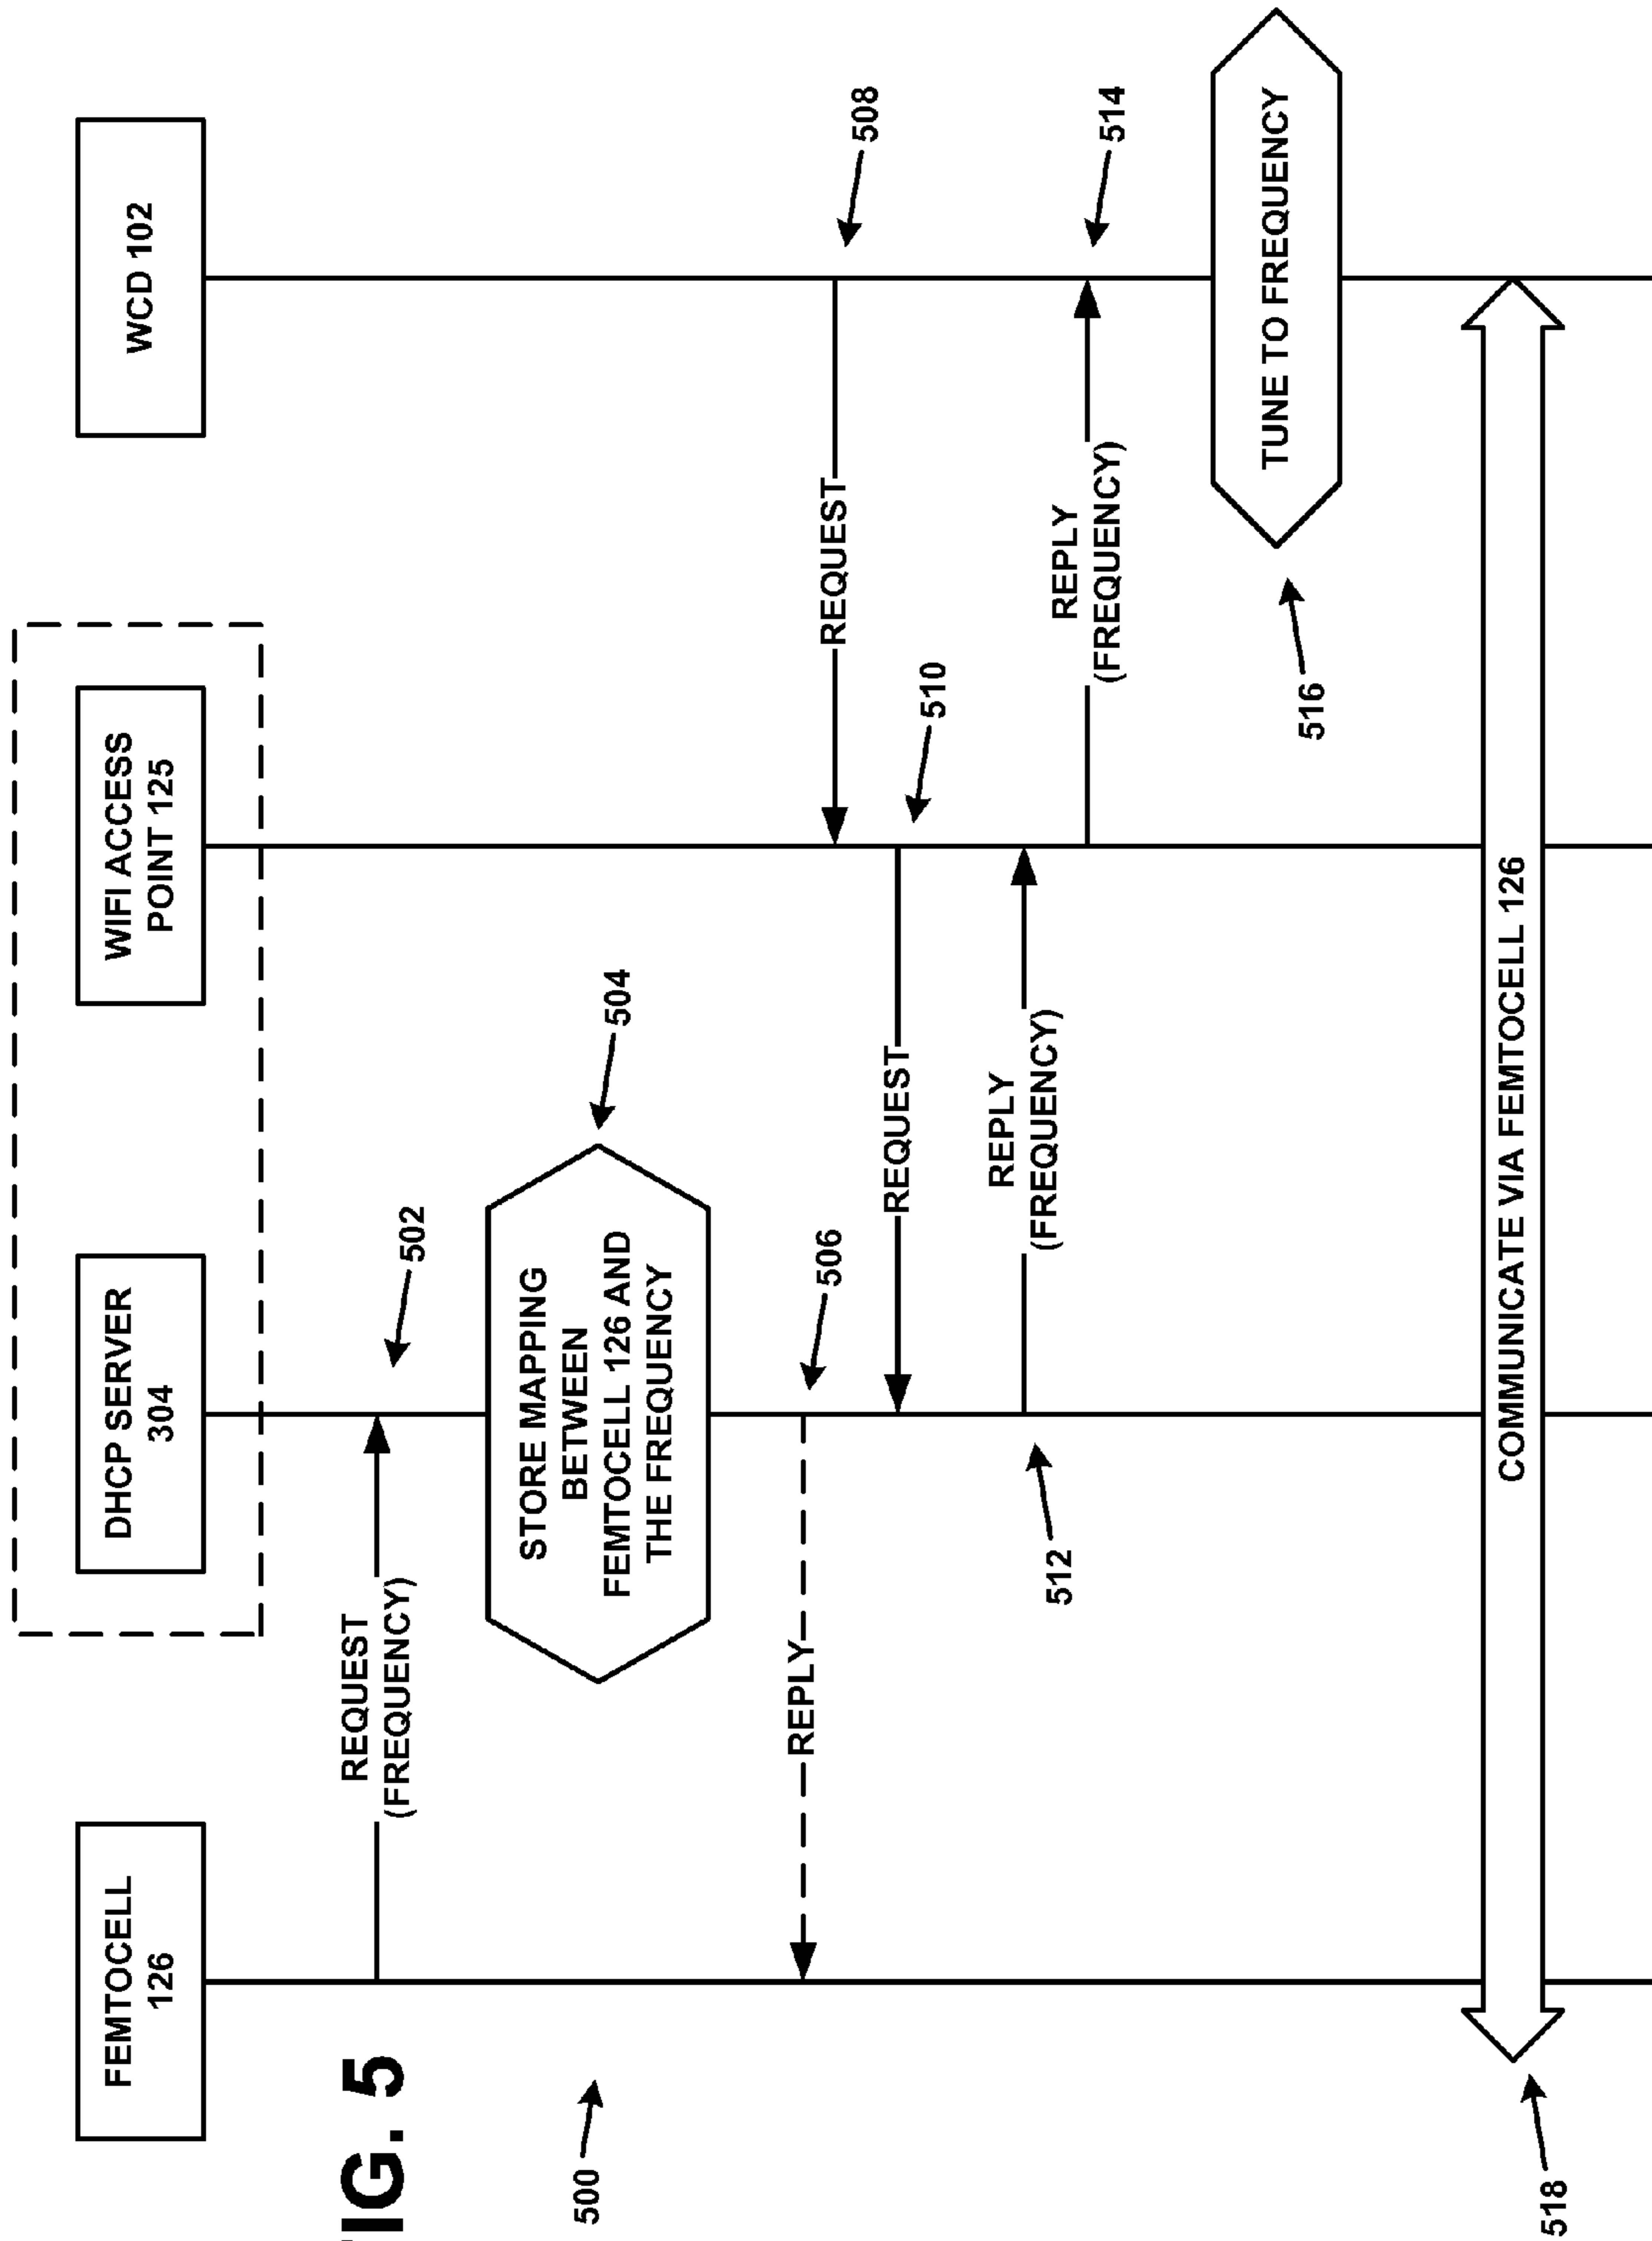 FEMTOCELL
126
DHCP SERVER
304
WIFI ACCESS
POINT 125
WCD 102
REQUEST
(FREQUENCY)
502
STORE MAPPING
BETWEEN
FEMTOCELL 126 AND
THE FREQUENCY
504
500
REPLY
506
REQUEST
508
REQUEST
510
REPLY
(FREQUENCY)
512
REPLY
(FREQUENCY)
514
TUNE TO FREQUENCY
516
COMMUNICATE VIA FEMTOCELL 126
518
IG. 5